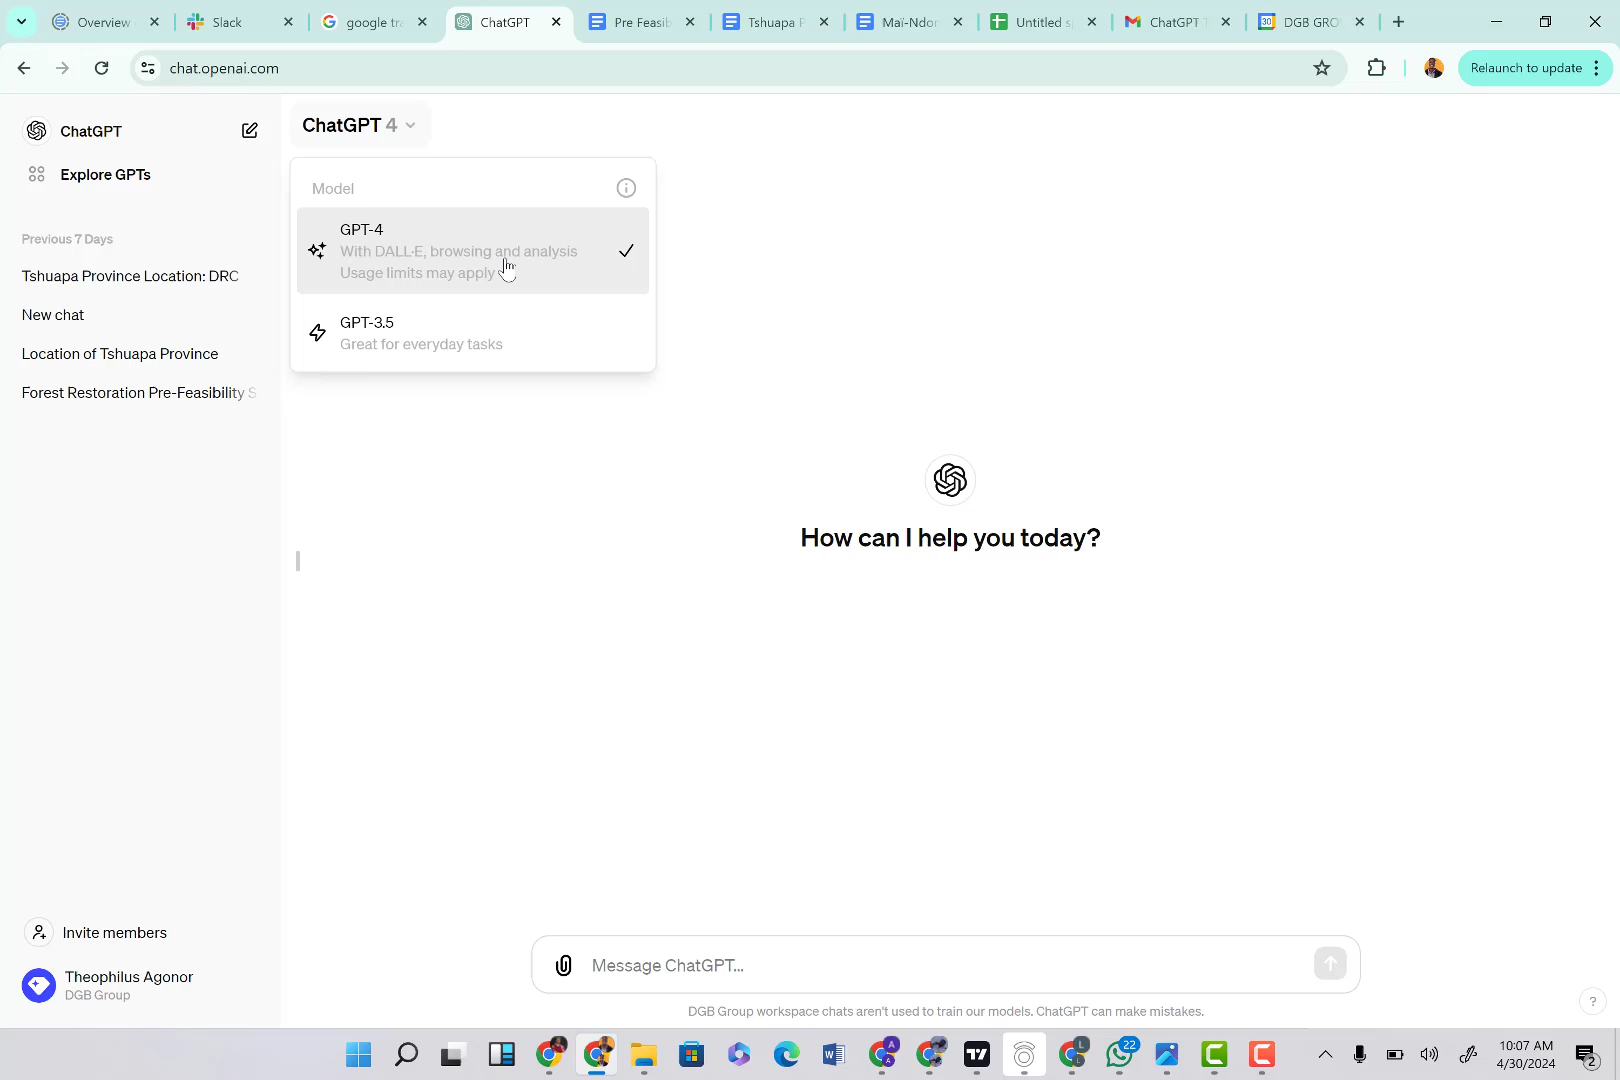 Overview
Slack
google tra
ChatGPT
Pre Feasib
Tshuapa P
Maï-Ndon
Untitled s
ChatGPT T
DGB GRO
chat.openai.com
Relaunch to update
ChatGPT
Explore GPTs
Previous 7 Days
Tshuapa Province Location: DRC
New chat
Location of Tshuapa Province
Forest Restoration Pre-Feasibility S
Invite members
Theophilus Agonor
DGB Group
ChatGPT 4
Model
GPT-4
With DALL·E, browsing and analysis
Usage limits may apply
GPT-3.5
Great for everyday tasks
How can I help you today?
Message ChatGPT...
DGB Group workspace chats aren't used to train our models. ChatGPT can make mistakes.
?
22
10:07 AM
4/30/2024
2